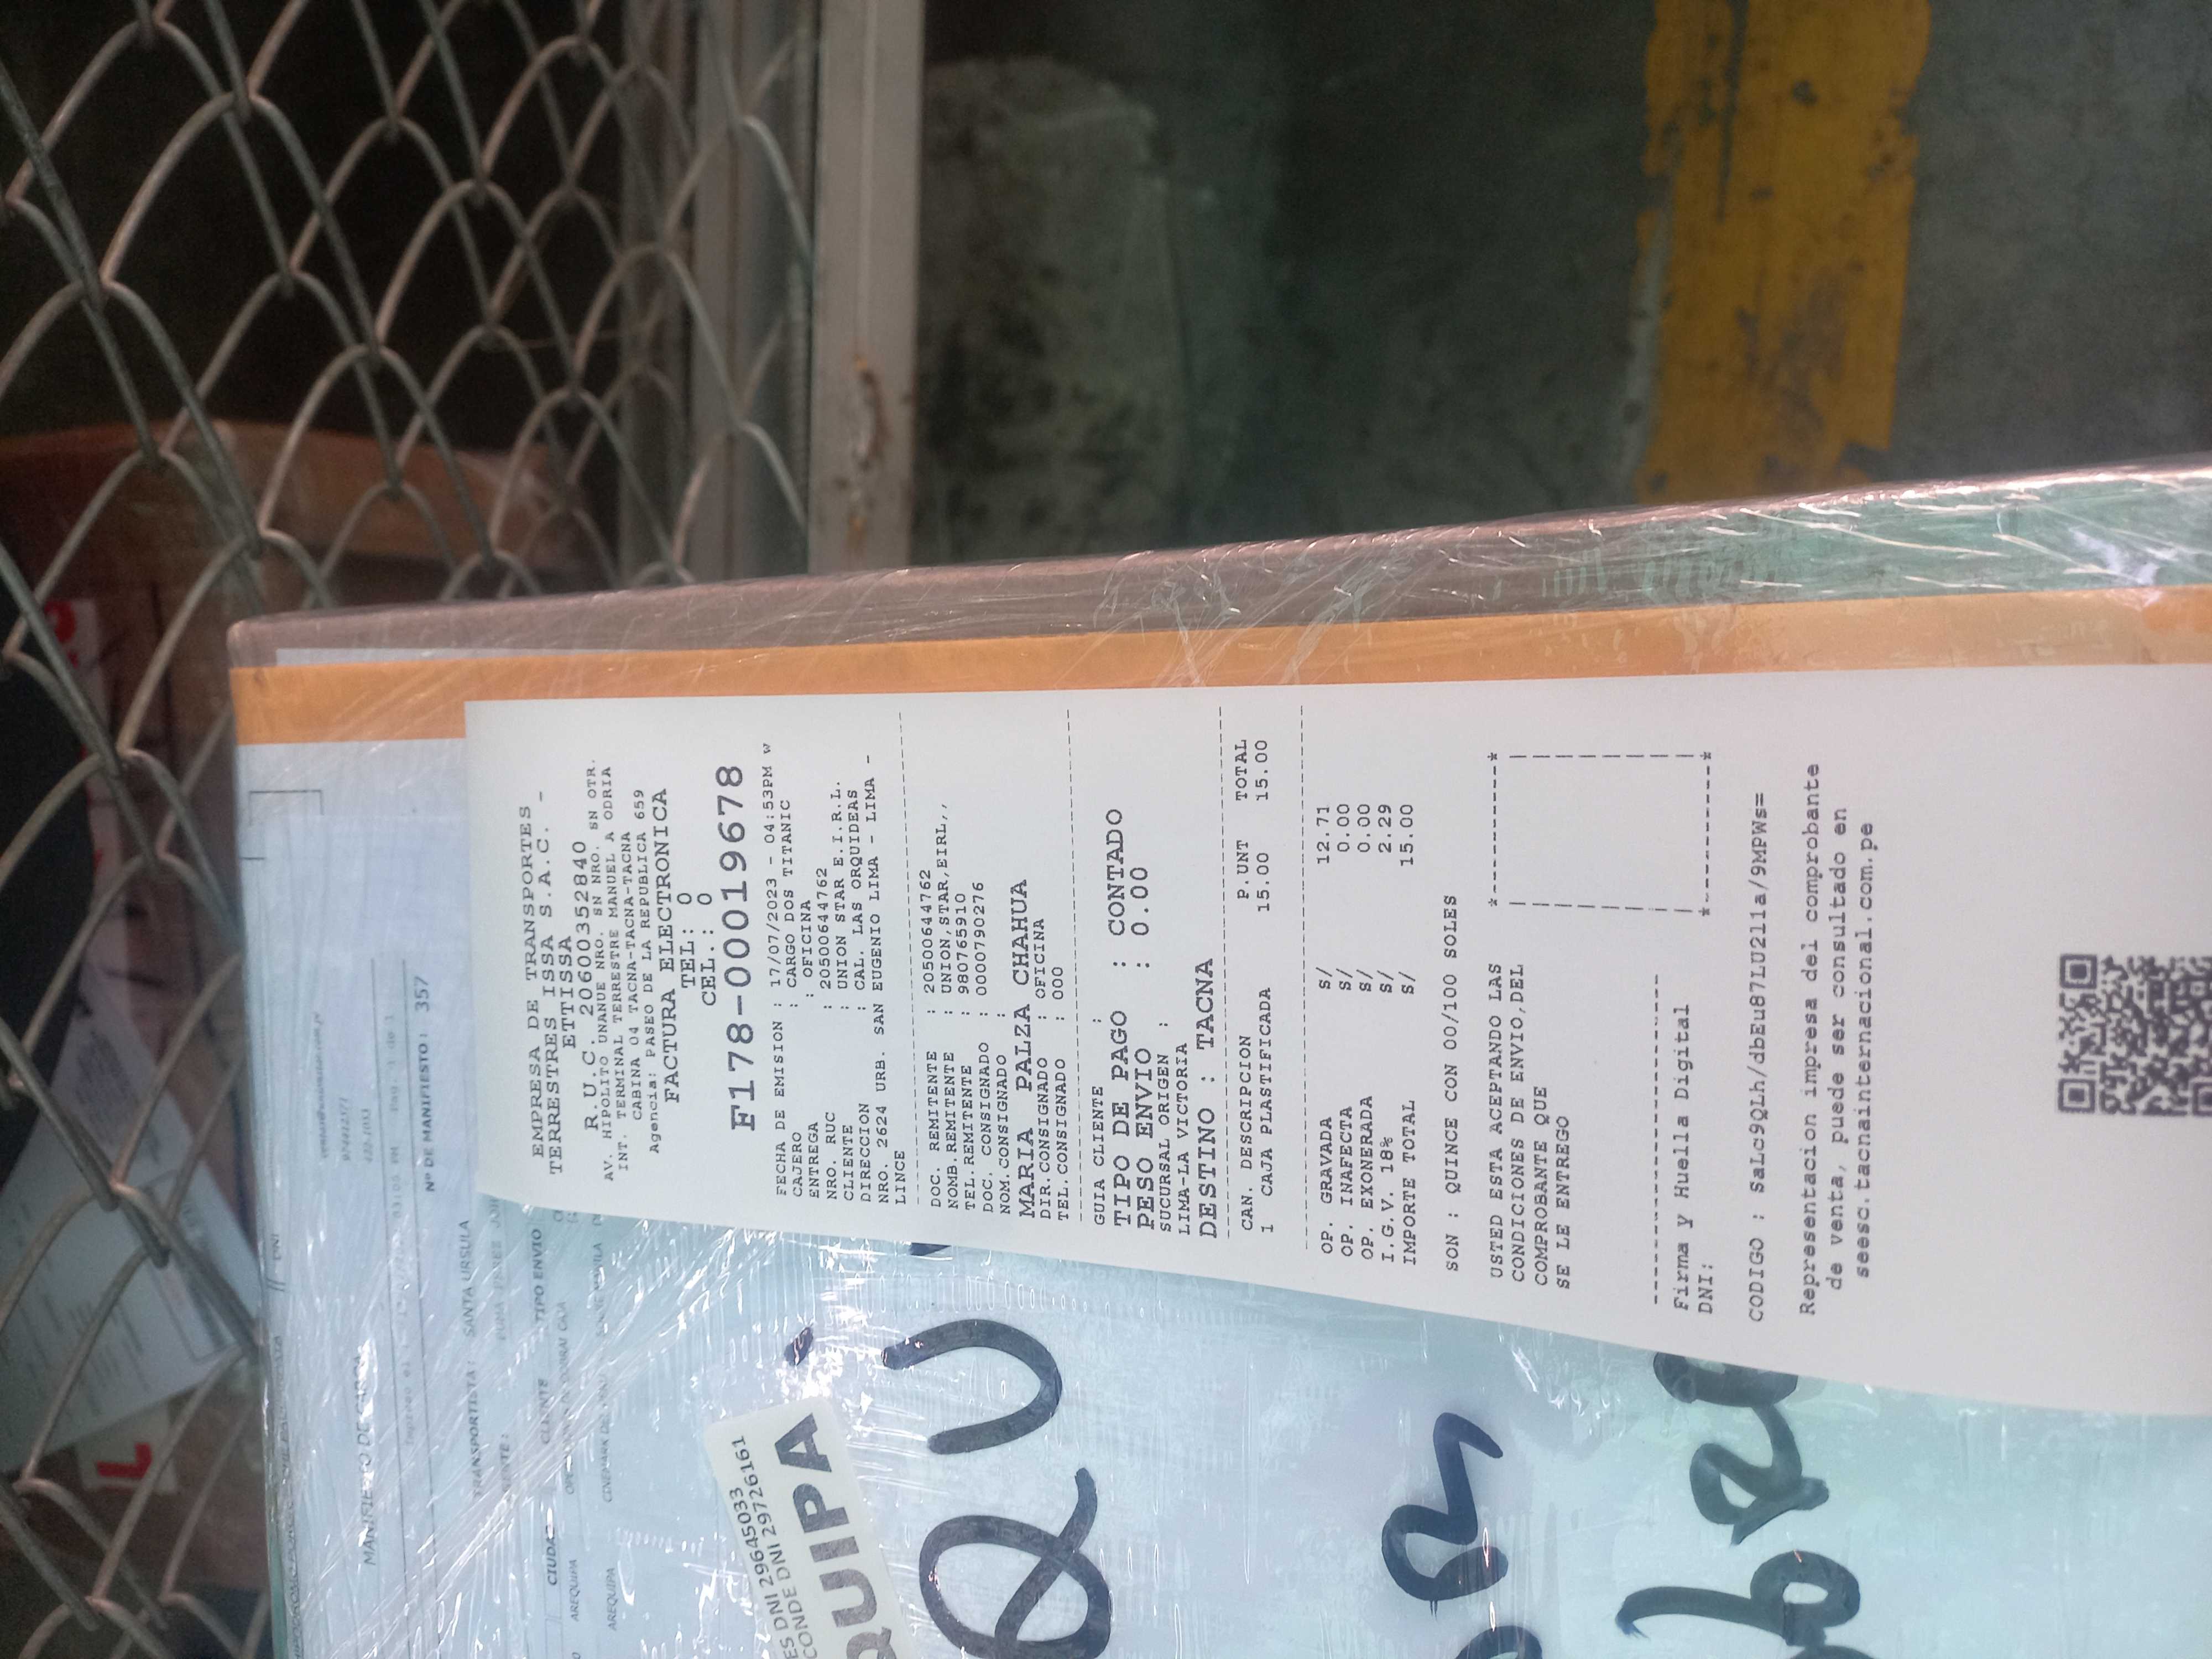 EEMPRESA DE TRANSPORTES
TERRESTRES ISSA S.A.C. -
ETTISSA
R.U.C. 20600352840
AV. HIPOLITO UNANUE NRO. SN NRO. SN OTR.
INT. TERMINAL TERRESTRE MANUEL A ODRIA
CABINA 04 TACNA-TACNA-TACNA
Agencia: PASEO DE LA REPUBLICA 659
FACTURA ELECTRONICA
TEL: 0
CEL.: 0
F178-00019678
FECHA DE EMISION : 17/07/2023 - 04:53PM w
CAJERO : CARGO DOS TITANIC
ENTREGA : OFICINA
NRO. RUC : 20500644762
CLIENTE : UNION STAR E.I.R.L.
DIRECCION : CAL. LAS ORQUIDEAS
NRO. 2624 URB. SAN EUGENIO LIMA - LIMA -
LINCE
DOC. REMITENTE : 20500644762
NOMB.REMITENTE : UNION,STAR,EIRL,,
TEL.REMITENTE : 980765910
DOC. CONSIGNADO : 0000790276
NOM.CONSIGNADO :
MARIA PALZA CHAHUA
DIR.CONSIGNADO : OFICINA
TEL.CONSIGNADO : 000
GUIA CLIENTE :
TIPO DE PAGO : CONTADO
PESO ENVIO : 0.00
SUCURSAL ORIGEN :
LIMA-LA VICTORIA
DESTINO : TACNA
CAN. DESCRIPCION P.UNT TOTAL
1 CAJA PLASTIFICADA 15.00 15.00
OP. GRAVADA S/ 12.71
OP. INAFECTA S/ 0.00
OP. EXONERADA S/ 0.00
I.G.V. 18% S/ 2.29
IMPORTE TOTAL S/ 15.00
SON : QUINCE CON 00/100 SOLES
USTED ESTA ACEPTANDO LAS
CONDICIONES DE ENVIO,DEL
COMPROBANTE QUE
SE LE ENTREGO
Firma y Huella Digital
DNI:
CODIGO : SaLc9QLh/dbEu87LU211a/9MPWs=
Representacion impresa del comprobante
de venta, puede ser consultado en
seesc.tacnainternacional.com.pe
MANIFIESTO DE CARGA
Nº DE MANIFIESTO : 357
TRANSPORTISTA : SANTA URSULA
CIUDAD CLIENTE TIPO ENVIO
AREQUIPA
AREQUIPA
ES DNI 29645033
CONDE DNI 29726161
QUIPA
QU